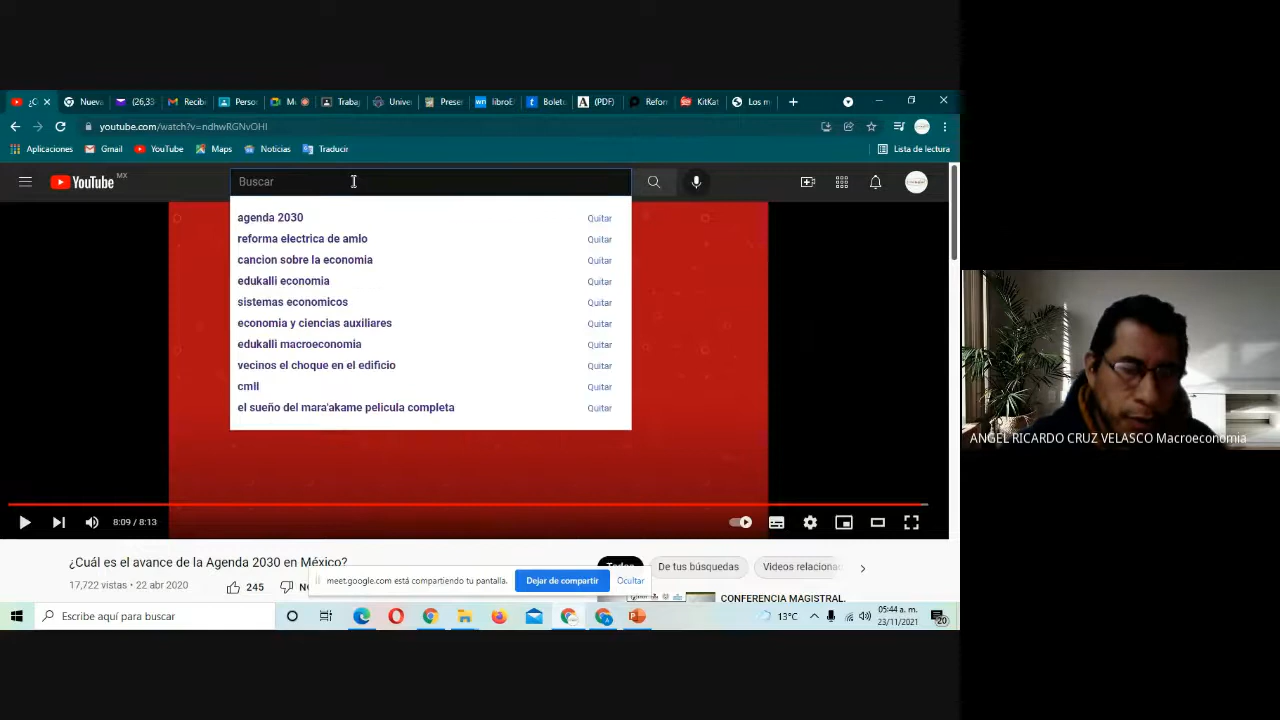 ¿C
Nueva
(26,33
Recib
Perso
M
Trabaj
Unive
Preser
wn libroE
t Boleto
A (PDF)
Refor
KitKat
Los m
youtube.com/watch?v=ndhwRGNvOHI
Aplicaciones Gmail YouTube Maps Noticias Traducir Lista de lectura
YouTube MX
Buscar
agenda 2030 Quitar
reforma electrica de amlo Quitar
cancion sobre la economia Quitar
edukalli economia Quitar
sistemas economicos Quitar
economia y ciencias auxiliares Quitar
edukalli macroeconomia Quitar
vecinos el choque en el edificio Quitar
cmll Quitar
el sueño del mara'akame pelicula completa Quitar
8:09 / 8:13
¿Cuál es el avance de la Agenda 2030 en México?
17,722 vistas • 22 abr 2020 245 N
De tus búsquedas Videos relaciona
meet.google.com está compartiendo tu pantalla. Dejar de compartir Ocultar
CONFERENCIA MAGISTRAL.
Escribe aquí para buscar
13°C
05:44 a. m.
23/11/2021
20
ANGEL RICARDO CRUZ VELASCO Macroeconomia